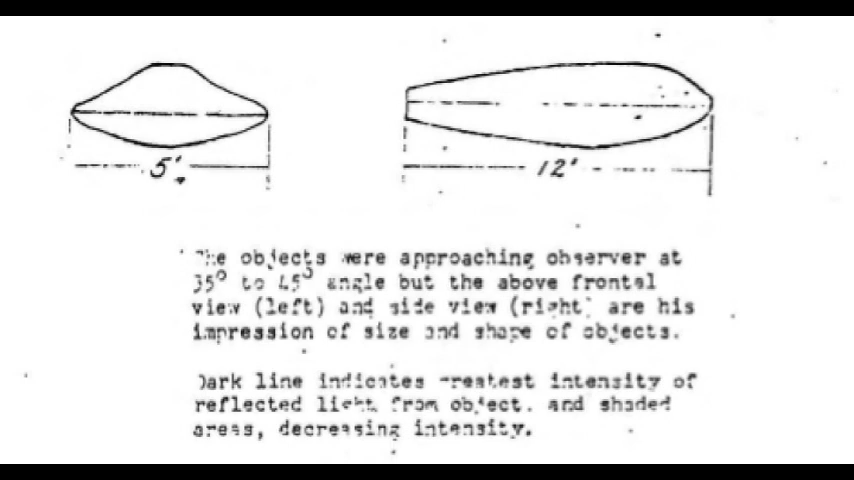 5'
12'
The objects were approaching observer at
35° to 45° angle but the above frontal
view (left) and side view (right) are his
impression of size and shape of objects.
Dark line indicates greatest intensity of
reflected light from object. and shaded
areas, decreasing intensity.